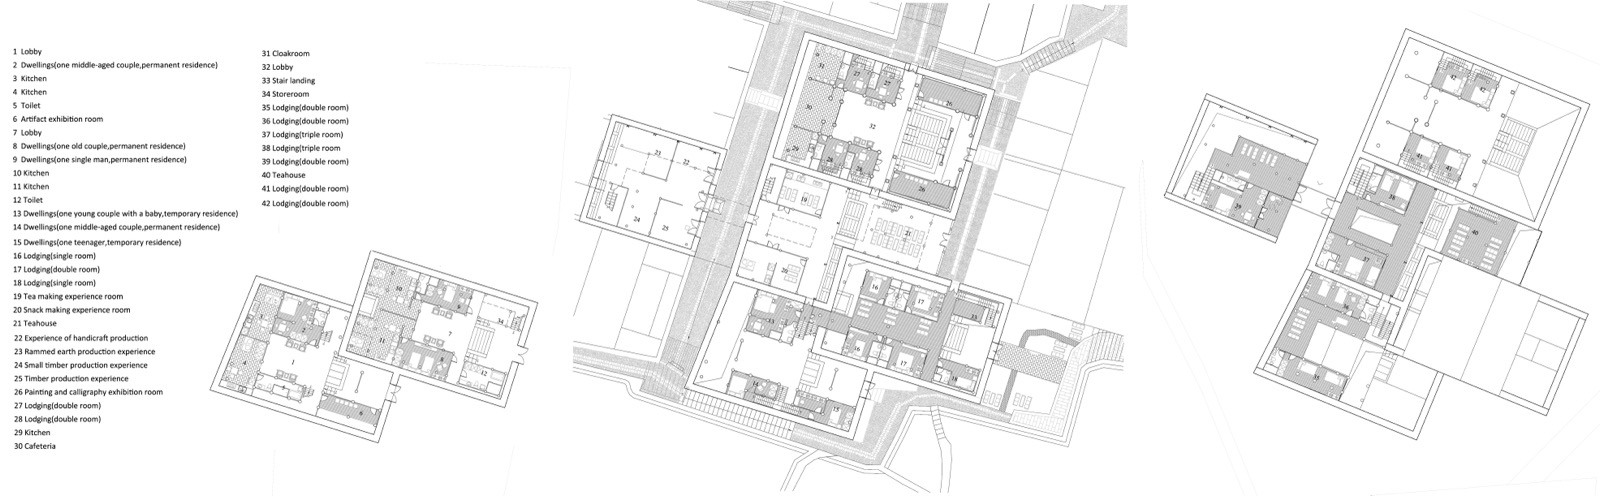 1 Lobby
2 Dwellings(one middle-aged couple,permanent residence)
3 Kitchen
4 Kitchen
5 Toilet
6 Artifact exhibition room
7 Lobby
8 Dwellings(one old couple,permanent residence)
9 Dwellings(one single man,permanent residence)
10 Kitchen
11 Kitchen
12 Toilet
13 Dwellings(one young couple with a baby,temporary residence)
14 Dwellings(one middle-aged couple,permanent residence)
15 Dwellings(one teenager,temporary residence)
16 Lodging(single room)
17 Lodging(double room)
18 Lodging(single room)
19 Tea making experience room
20 Snack making experience room
21 Teahouse
22 Experience of handicraft production
23 Rammed earth production experience
24 Small timber production experience
25 Timber production experience
26 Painting and calligraphy exhibition room
27 Lodging(double room)
28 Lodging(double room)
29 Kitchen
30 Cafeteria
31 Cloakroom
32 Lobby
33 Stair landing
34 Storeroom
35 Lodging(double room)
36 Lodging(double room)
37 Lodging(triple room)
38 Lodging(triple room
39 Lodging(double room)
40 Teahouse
41 Lodging(double room)
42 Lodging(double room)
10
9
3
2
34
7
11
1
8
4
12
5
6
31
27
27
26
30
32
29
28
28
26
23
22
19
24
25
21
20
16
17
13
33
16
17
18
14
15
42
42
41
41
38
39
40
37
36
35